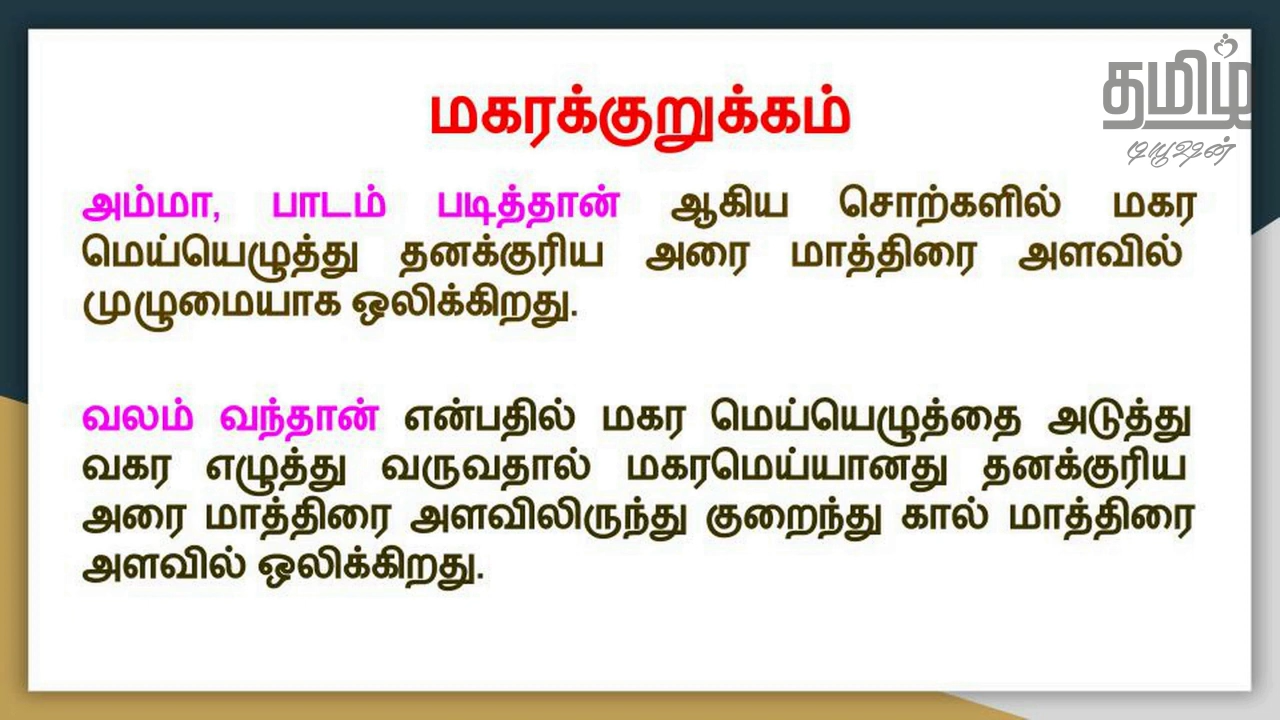 தமிழ்
டியூஷன்
மகரக்குறுக்கம்
அம்மா, பாடம் படித்தான் ஆகிய சொற்களில் மகர
மெய்யெழுத்து தனக்குரிய அரை மாத்திரை அளவில்
முழுமையாக ஒலிக்கிறது.
வலம் வந்தான் என்பதில் மகர மெய்யெழுத்தை அடுத்து
வகர எழுத்து வருவதால் மகரமெய்யானது தனக்குரிய
அரை மாத்திரை அளவிலிருந்து குறைந்து கால் மாத்திரை
அளவில் ஒலிக்கிறது.